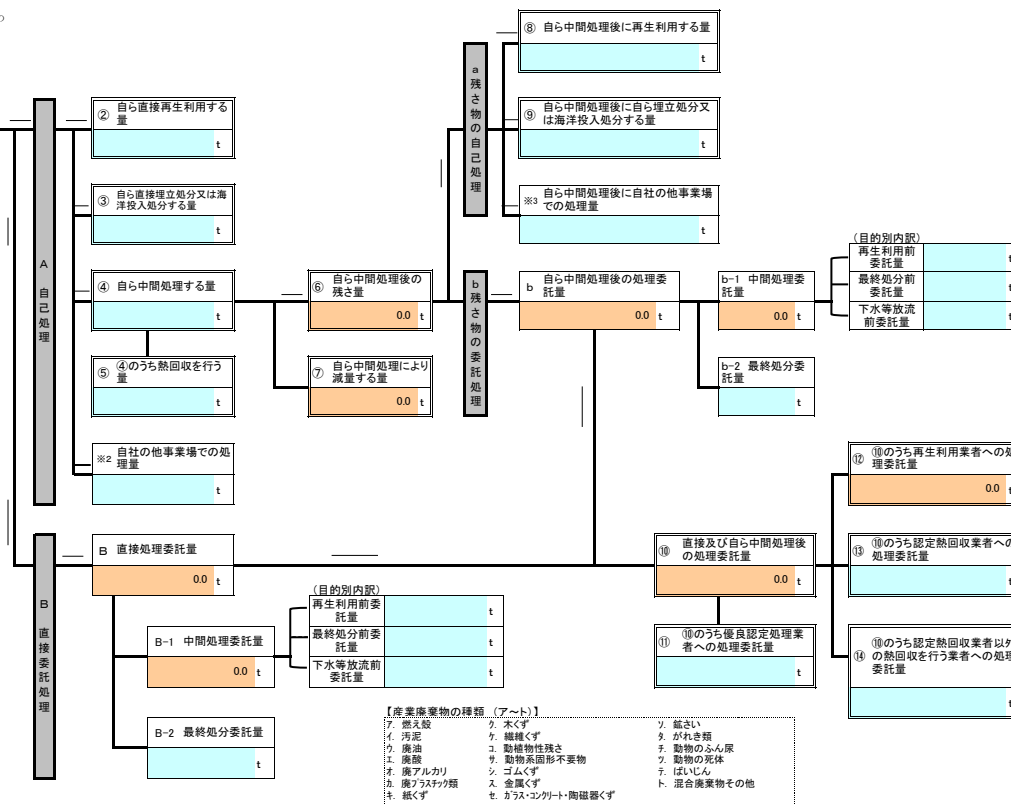 ⑧ 自ら中間処理後に再生利用する量
t
a 残さ物の自己処理
② 自ら直接再生利用する
量
t
⑨ 自ら中間処理後に自ら埋立処分又
は海洋投入処分する量
t
③ 自ら直接埋立処分又は海
洋投入処分する量
t
※3 自ら中間処理後に自社の他事業場
での処理量
t
A 自己処理
④ 自ら中間処理する量
t
⑥ 自ら中間処理後の
残さ量
0.0 t
b 残さ物の委託処理
b 自ら中間処理後の処理委
託量
0.0 t
b-1 中間処理委
託量
0.0 t
(目的別内訳)
再生利用前
委託量
t
最終処分前
委託量
t
下水等放流
前委託量
t
⑤ ④のうち熱回収を行う
量
t
⑦ 自ら中間処理により
減量する量
0.0 t
b-2 最終処分委
託量
t
※2 自社の他事業場での処
理量
t
⑫ ⑩のうち再生利用業者への処
理委託量
0.0 t
B 直接委託処理
B 直接処理委託量
0.0 t
⑩ 直接及び自ら中間処理後
の処理委託量
0.0 t
⑬ ⑩のうち認定熱回収業者への
処理委託量
t
(目的別内訳)
再生利用前委
託量
t
最終処分前委
託量
t
下水等放流前
委託量
t
B-1 中間処理委託量
0.0 t
⑪ ⑩のうち優良認定処理業
者への処理委託量
t
⑭ ⑩のうち認定熱回収業者以外
の熱回収を行う業者への処理
委託量
t
B-2 最終処分委託量
t
【産業廃棄物の種類 (ア~ト)】
ア. 燃え殻 ク. 木くず ソ. 鉱さい
イ. 汚泥 ケ. 繊維くず タ. がれき類
ウ. 廃油 コ. 動植物性残さ チ. 動物のふん尿
エ. 廃酸 サ. 動物系固形不要物 ツ. 動物の死体
オ. 廃アルカリ シ. ゴムくず テ. ばいじん
カ. 廃プラスチック類 ス. 金属くず ト. 混合廃棄物その他
キ. 紙くず セ. ガラス・コンクリート・陶磁器くず